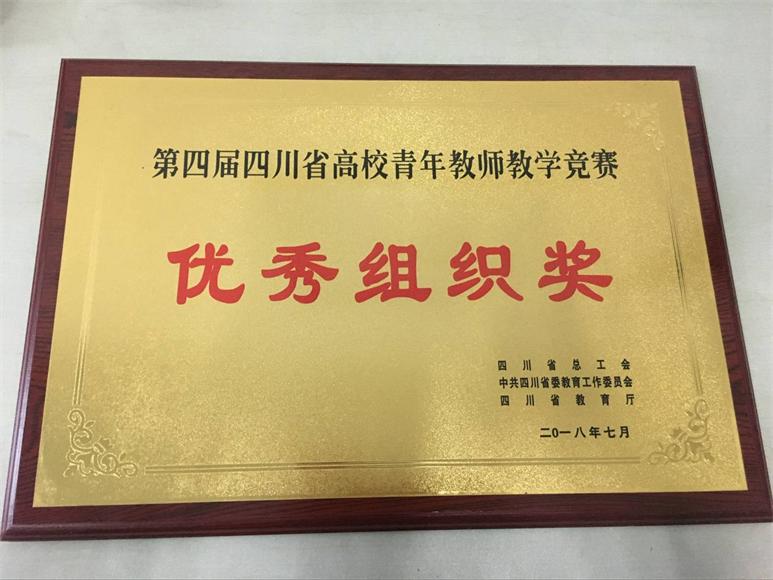 第四届四川省高校青年教师教学竞赛
优秀组织奖
四川省总工会
中共四川省委教育工作委员会
四川省教育厅
二0一八年七月